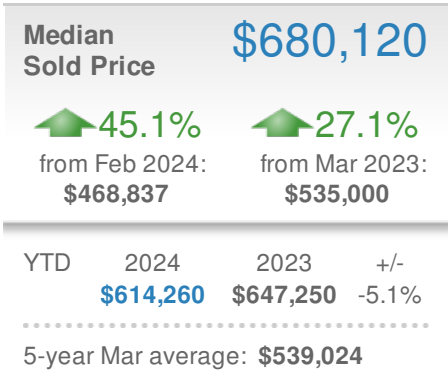 Median
Sold Price
$680,120
45.1%
27.1%
from Feb 2024:
from Mar 2023:
$468,837
$535,000
YTD 2024 2023 +/-
$614,260 $647,250 -5.1%
5-year Mar average: $539,024